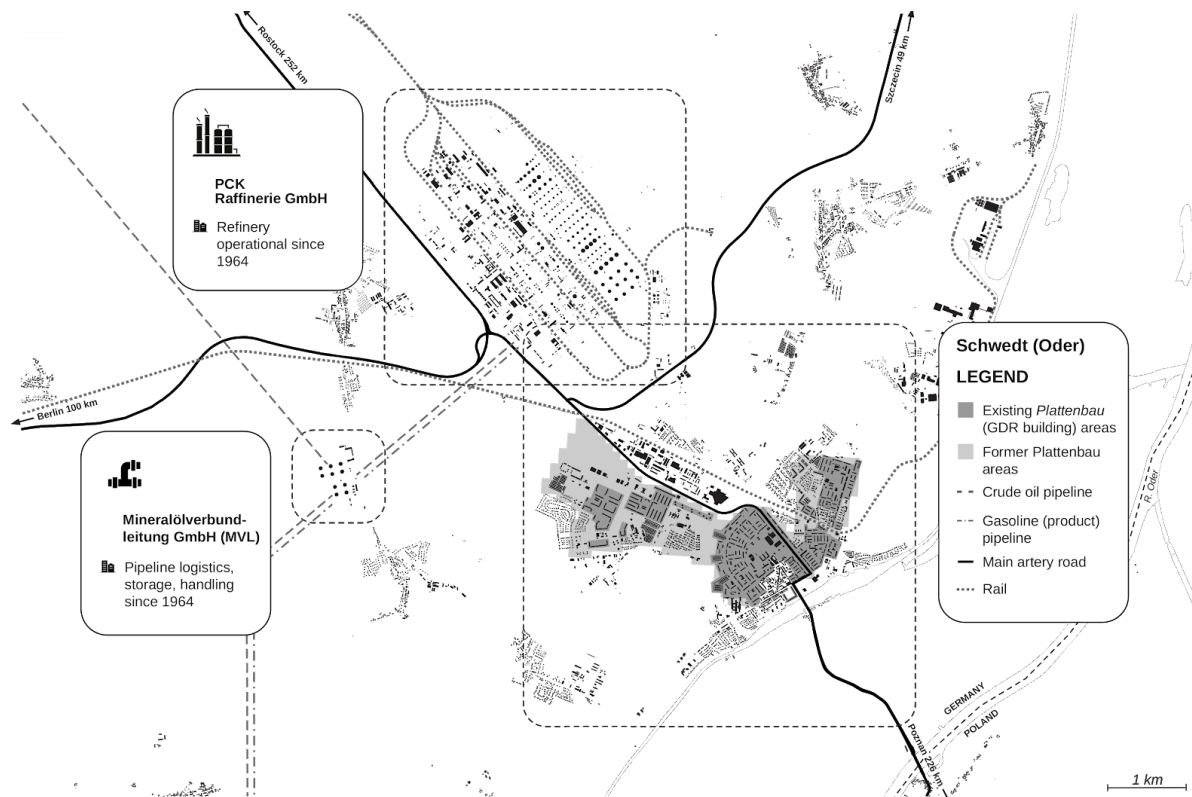 Rostock 252 km
Szczecin 49 km
PCK
Raffinerie GmbH
Refinery
operational since
1964
Berlin 100 km
Mineralölverbund-
leitung GmbH (MVL)
Pipeline logistics,
storage, handling
since 1964
Schwedt (Oder)
LEGEND
Existing Plattenbau
(GDR building) areas
Former Plattenbau
areas
Crude oil pipeline
Gasoline (product)
pipeline
Main artery road
Rail
R. Oder
GERMANY
POLAND
Poznan 226 km
1 km